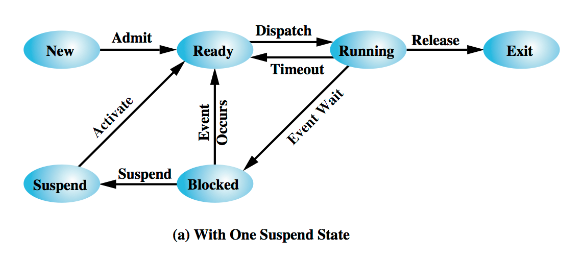 New
Admit
Ready
Dispatch
Timeout
Running
Release
Exit
Activate
Event
Occurs
Event Wait
Suspend
Suspend
Blocked
(a) With One Suspend State